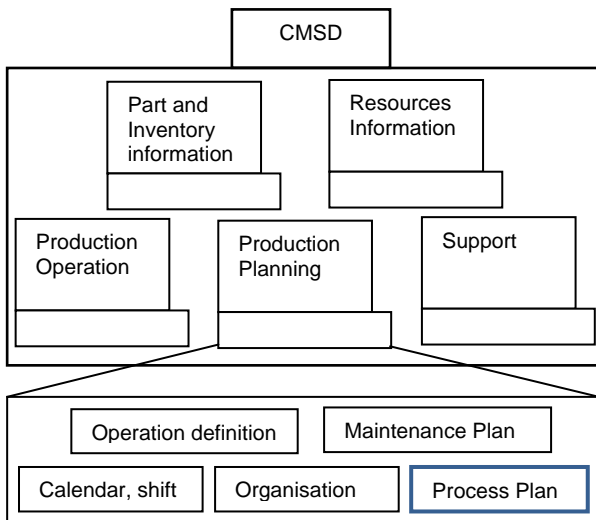 CMSD
Part and
Inventory
information
Resources
Information
Production
Operation
Production
Planning
Support
Operation definition
Maintenance Plan
Calendar, shift
Organisation
Process Plan